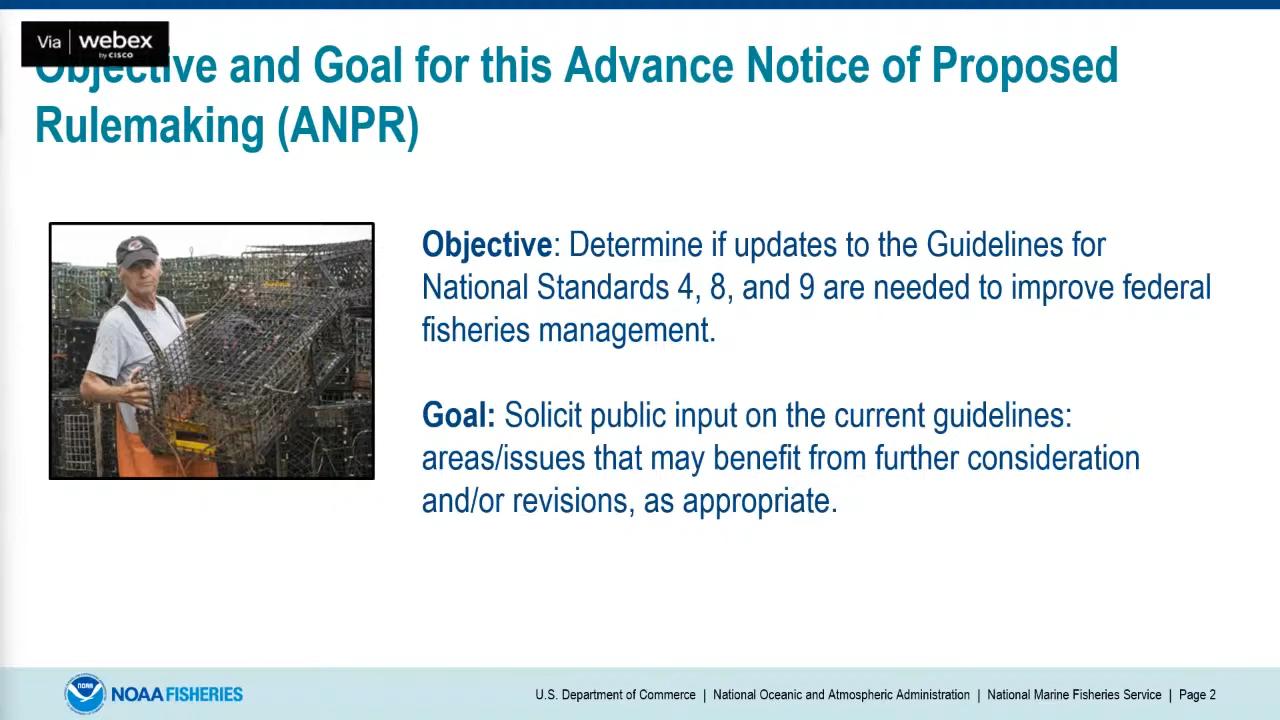 Via | webex
by CISCO
Objective and Goal for this Advance Notice of Proposed
Rulemaking (ANPR)
Objective: Determine if updates to the Guidelines for
National Standards 4, 8, and 9 are needed to improve federal
fisheries management.
Goal: Solicit public input on the current guidelines:
areas/issues that may benefit from further consideration
and/or revisions, as appropriate.
NOAA
NOAA FISHERIES
U.S. Department of Commerce | National Oceanic and Atmospheric Administration | National Marine Fisheries Service | Page 2